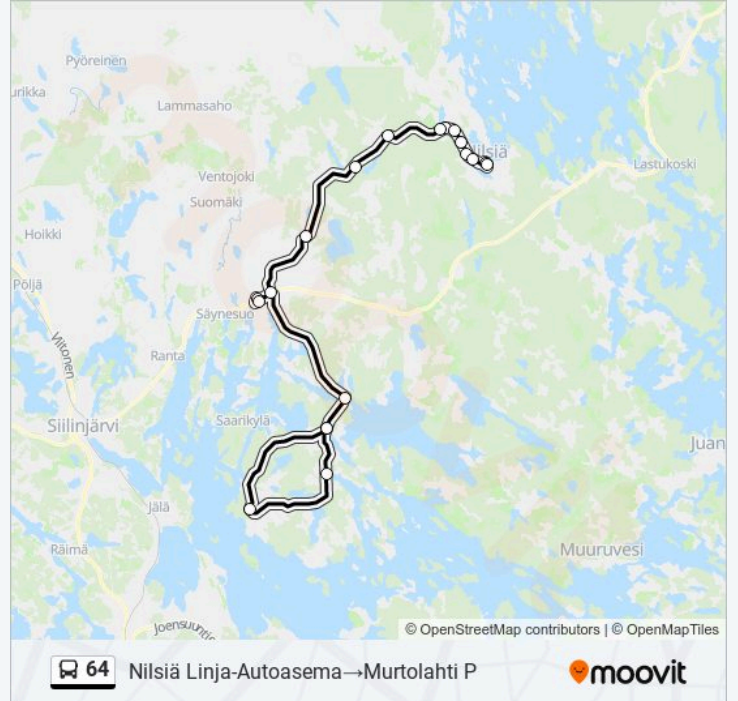 Pyöreinen
urikka
Lammasaho
Nilsiä
Lastukoski
Ventojoki
Suomäki
Hoikki
Pöljä
Säynesuo
Viitonen
Ranta
Siilinjärvi
Saarikylä
Juan
Jälä
Räimä
Muuruvesi
Joensuuntie
© OpenStreetMap contributors | © OpenMapTiles
64 Nilsiä Linja-Autoasema→Murtolahti P
moovit